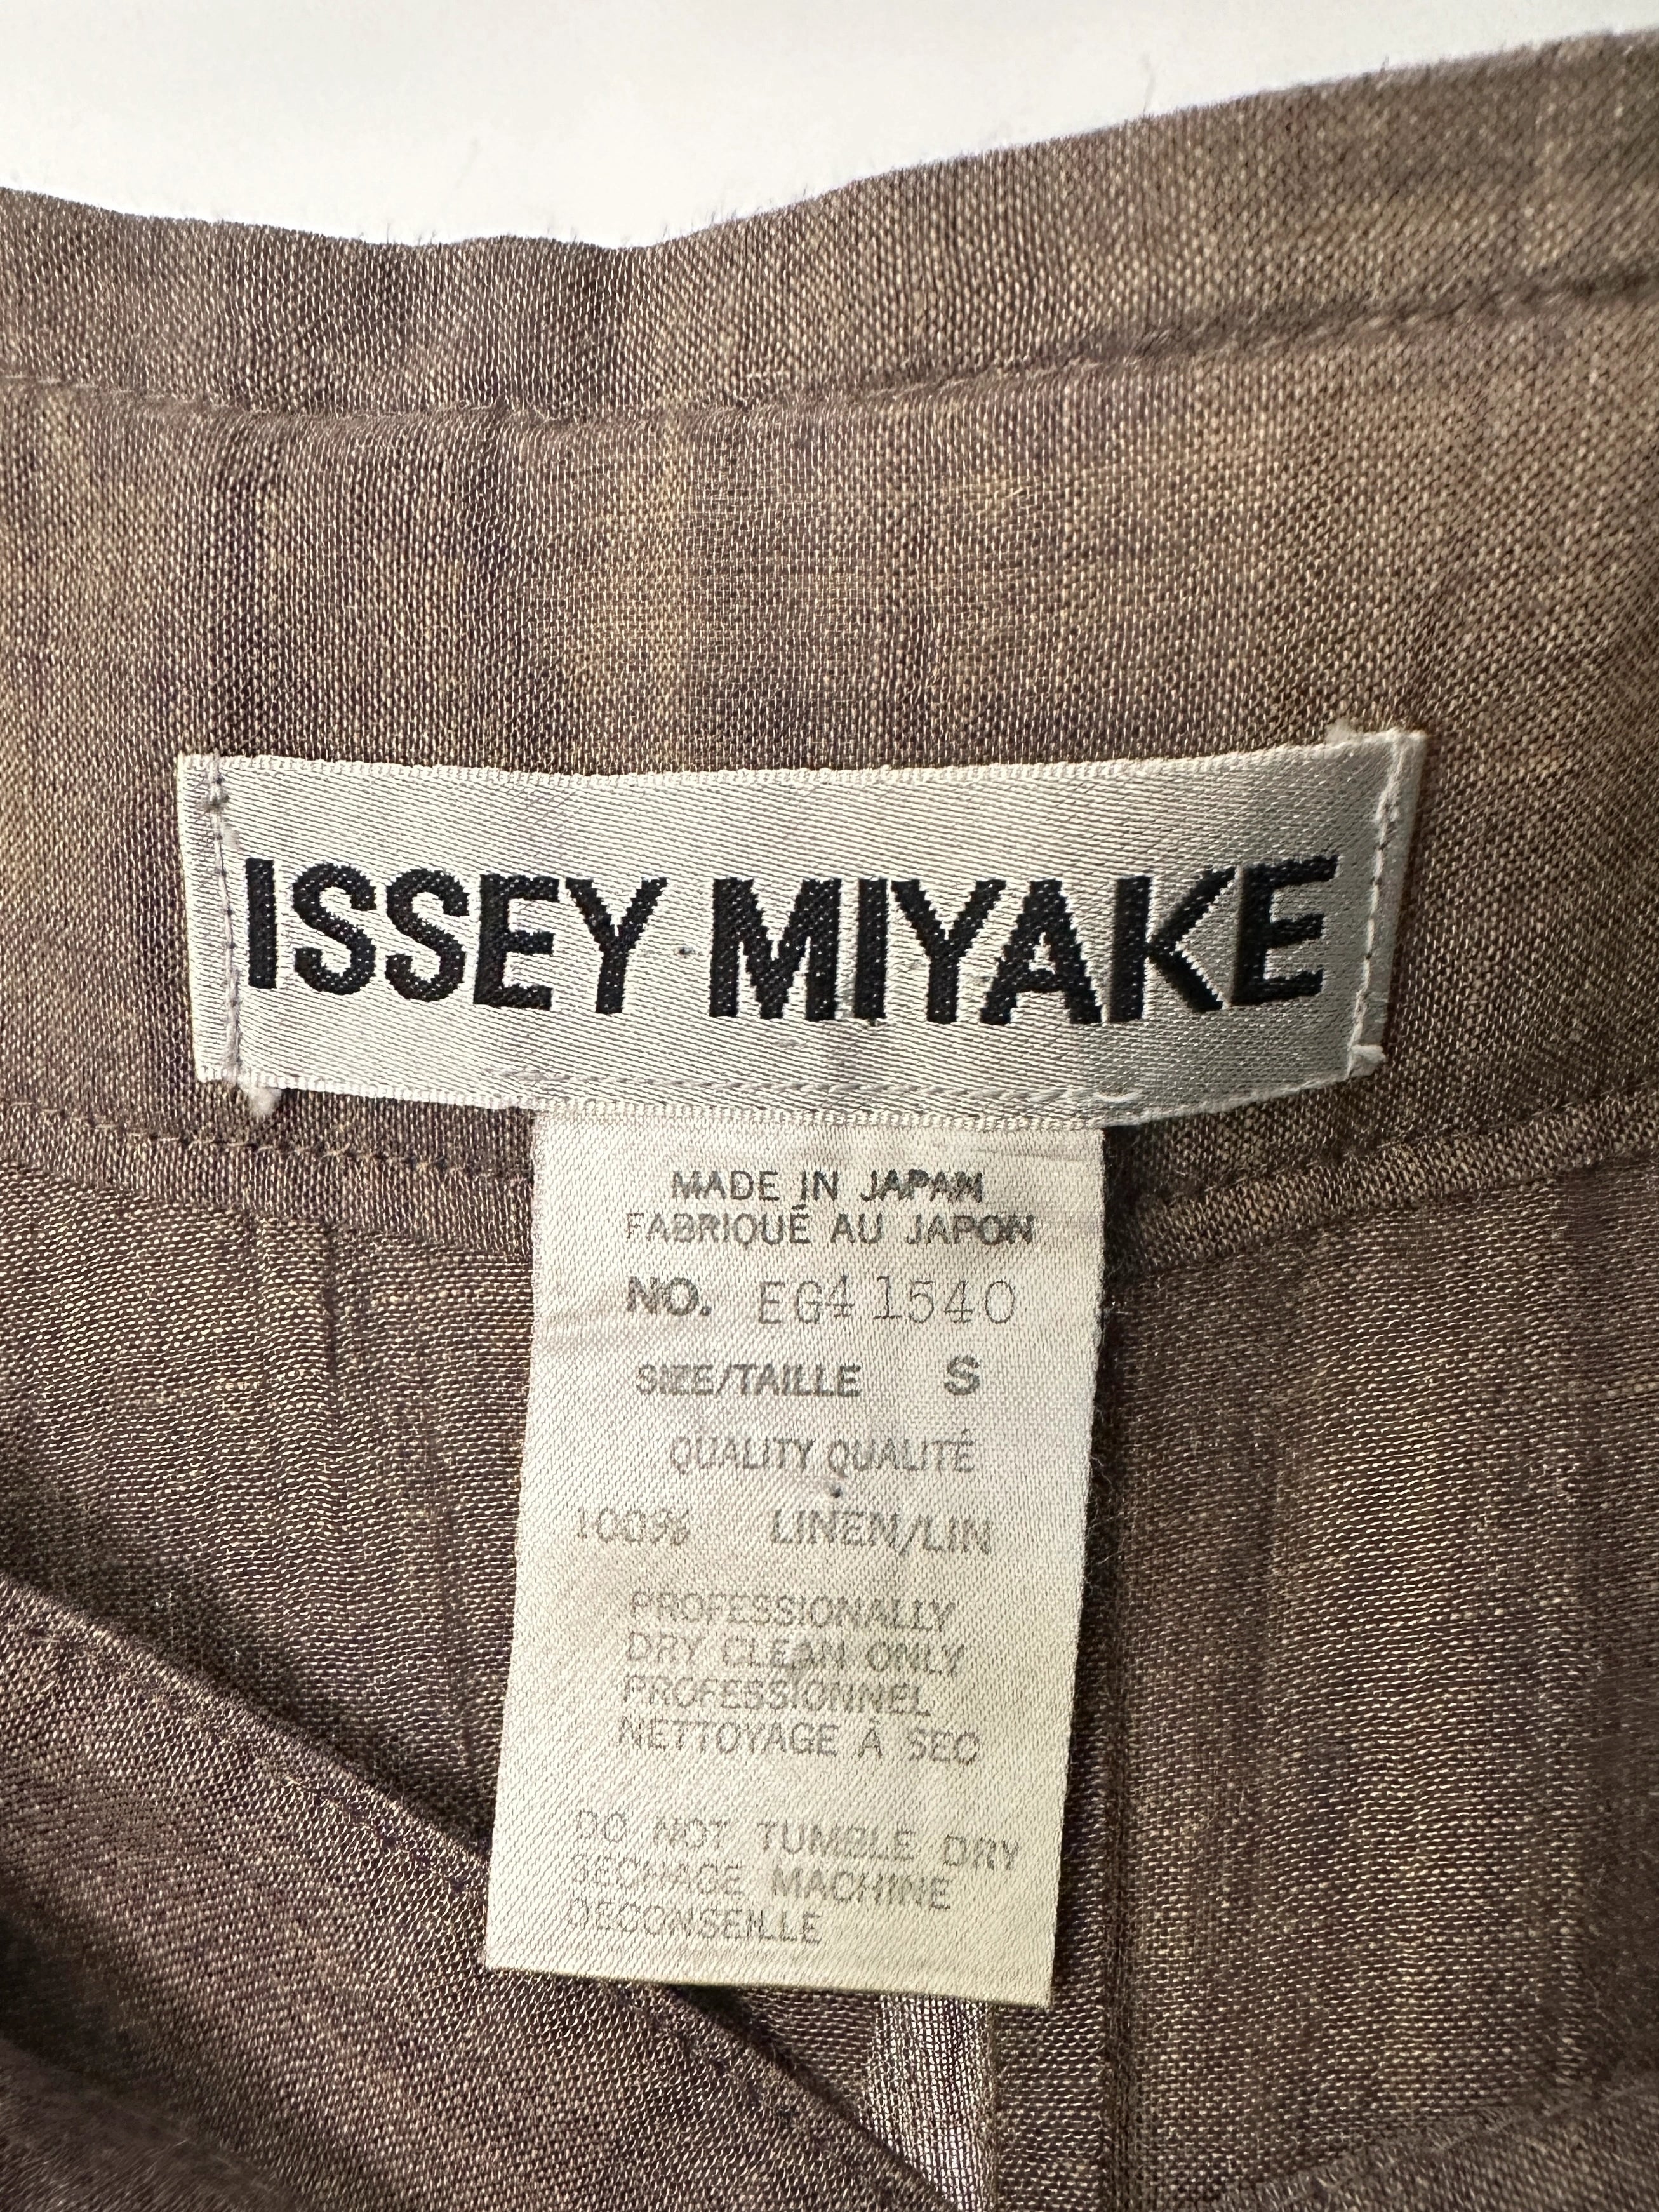 ISSEY MIYAKE
MADE IN JAPAN
FABRIQUÉ AU JAPON
NO. EG41540
SIZE/TAILLE S
QUALITY QUALITÉ
100% LINEN/LIN
PROFESSIONALLY
DRY CLEAN ONLY
PROFESSIONNEL
NETTOYAGE À SEC
DO NOT TUMBLE DRY
SECHAGE MACHINE
DECONSEILLE